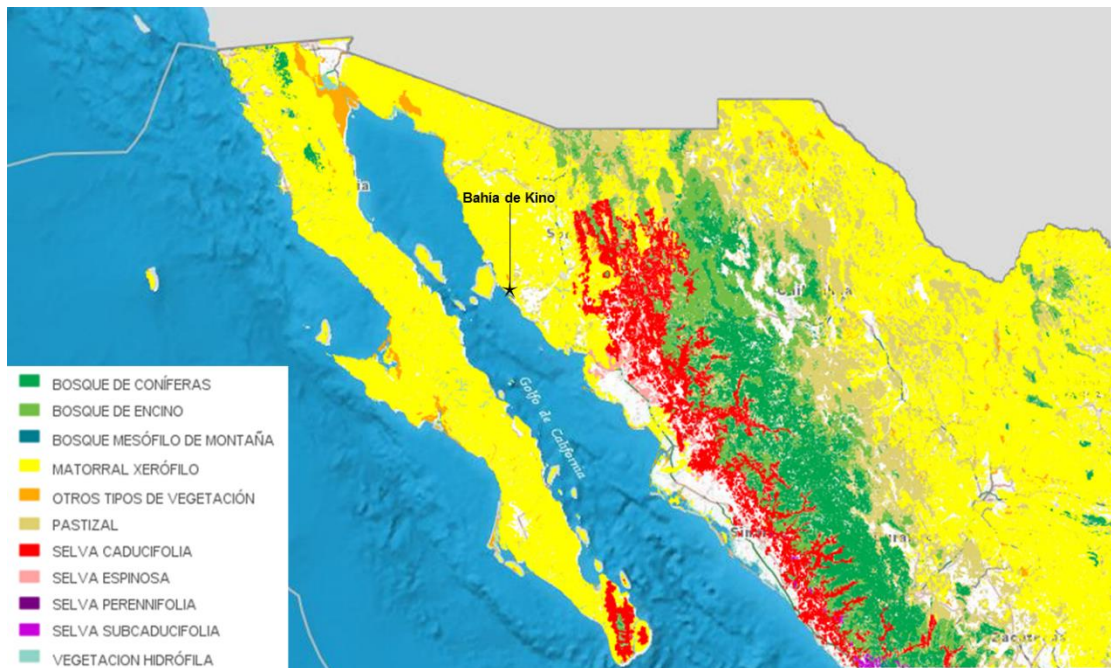 Bahía de Kino
Golfo de California
BOSQUE DE CONÍFERAS
BOSQUE DE ENCINO
BOSQUE MESÓFILO DE MONTAÑA
MATORRAL XERÓFILO
OTROS TIPOS DE VEGETACIÓN
PASTIZAL
SELVA CADUCIFOLIA
SELVA ESPINOSA
SELVA PERENNIFOLIA
SELVA SUBCADUCIFOLIA
VEGETACION HIDRÓFILA